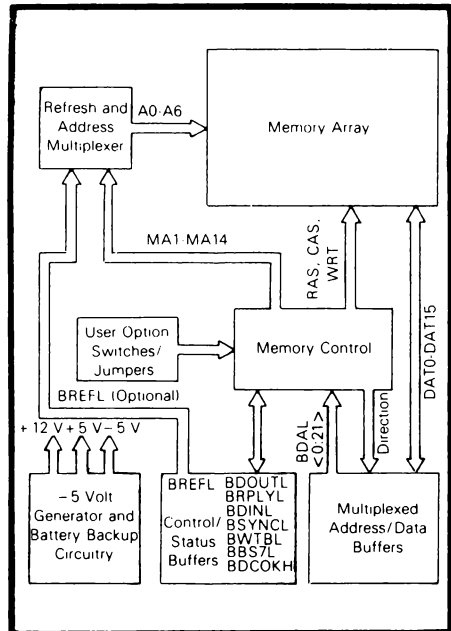 Refresh and
Address
Multiplexer
A0-A6
Memory Array
MA1-MA14
RAS, CAS,
WRT
DAT0-DAT15
User Option
Switches/
Jumpers
Memory Control
BREFL (Optional)
+ 12 V + 5 V - 5 V
BDAL
<0:21>
Direction
- 5 Volt
Generator and
Battery Backup
Circuitry
BREFL
Control/
Status
Buffers
BDOUTL
BRPLYL
BDINL
BSYNCL
BWTBL
BBS7L
BDCOKH
Multiplexed
Address/Data
Buffers